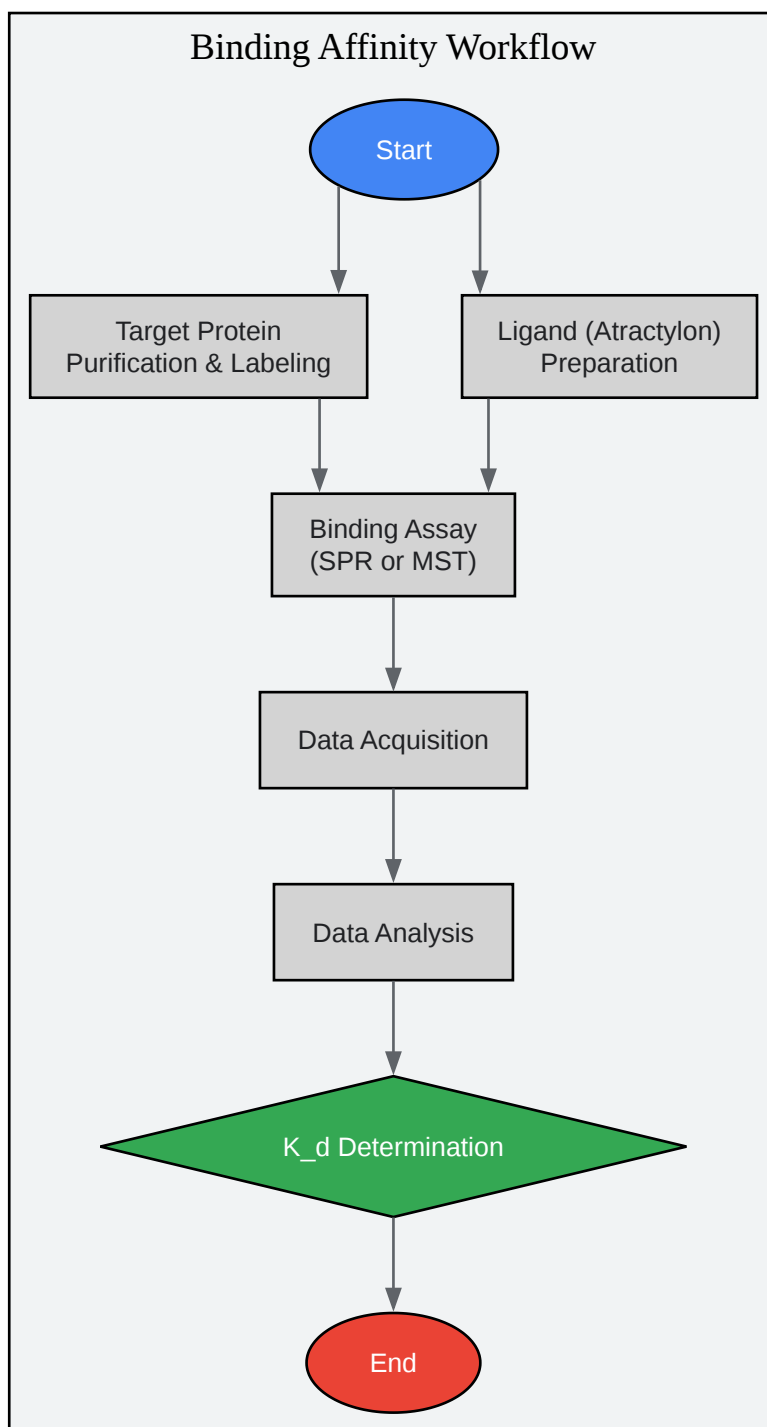 Binding Affinity Workflow
Start
Target Protein
Purification & Labeling
Ligand (Atractylon)
Preparation
Binding Assay
(SPR or MST)
Data Acquisition
Data Analysis
K_d Determination
End